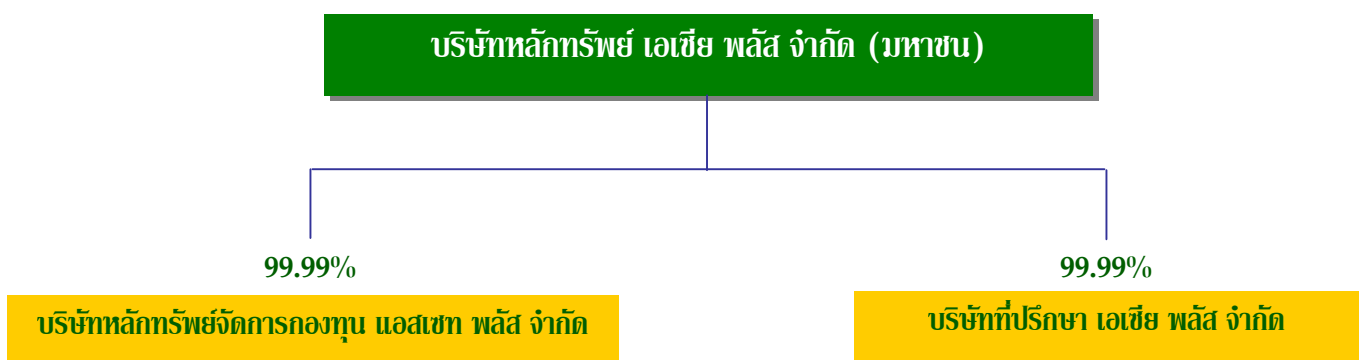 บริษัทหลักทรัพย์ เอเซีย พลัส จำกัด (มหาชน)
99.99%
99.99%
บริษัทหลักทรัพย์จัดการกองทุน แอสเซท พลัส จำกัด
บริษัทที่ปรึกษา เอเซีย พลัส จำกัด